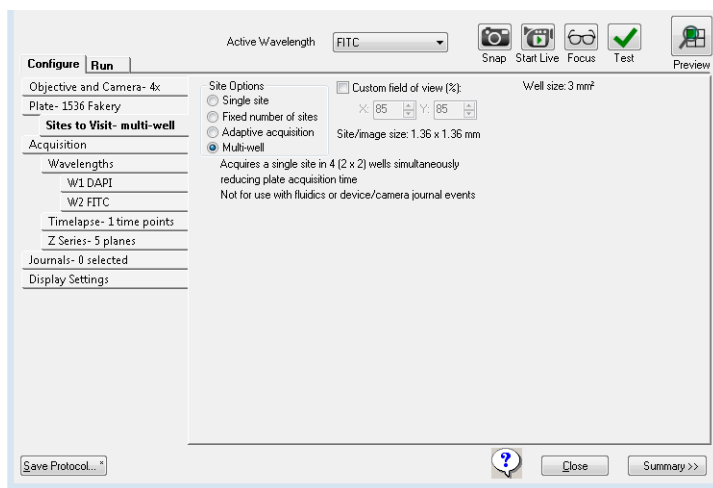 Active Wavelength FITC
Snap Start Live Focus Test Preview
Configure Run
Objective and Camera- 4x
Plate- 1536 Fakery
Sites to Visit- multi-well
Acquisition
Wavelengths
W1 DAPI
W2 FITC
Timelapse- 1 time points
Z Series- 5 planes
Journals- 0 selected
Display Settings
Site Options
Single site
Fixed number of sites
Adaptive acquisition
Multi-well
Custom field of view (%):
X: 85 Y: 85
Site/image size: 1.36 x 1.36 mm
Well size: 3 mm²
Acquires a single site in 4 (2 x 2) wells simultaneously
reducing plate acquisition time
Not for use with fluidics or device/camera journal events
Save Protocol... *
?
Close
Summary >>